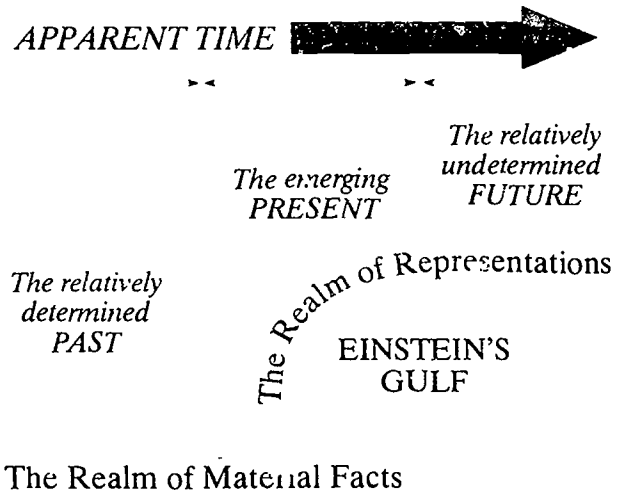 APPARENT TIME
The relatively
undetermined
FUTURE
The emerging
PRESENT
The relatively
determined
PAST
The Realm of Representations
EINSTEIN'S
GULF
The Realm of Material Facts